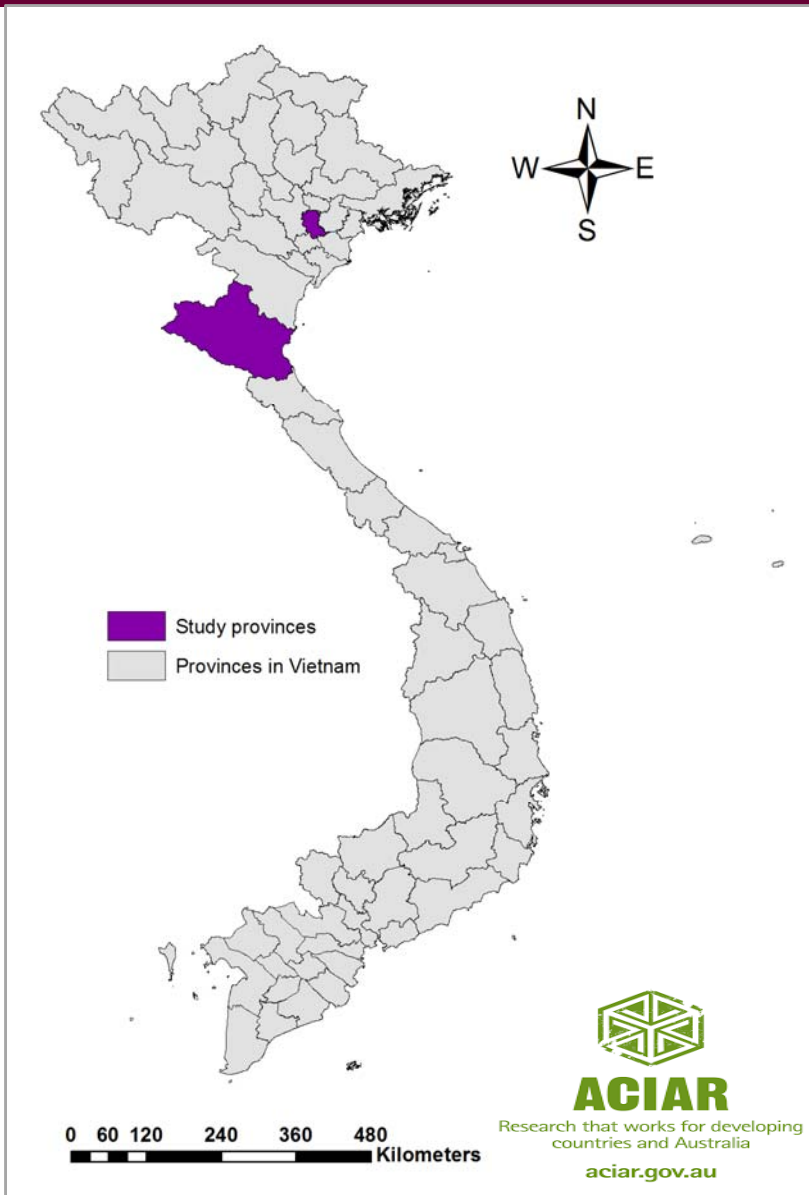 N
W E
S
Study provinces
Provinces in Vietnam
0 60 120 240 360 480
Kilometers
ACIAR
Research that works for developing
countries and Australia
aciar.gov.au